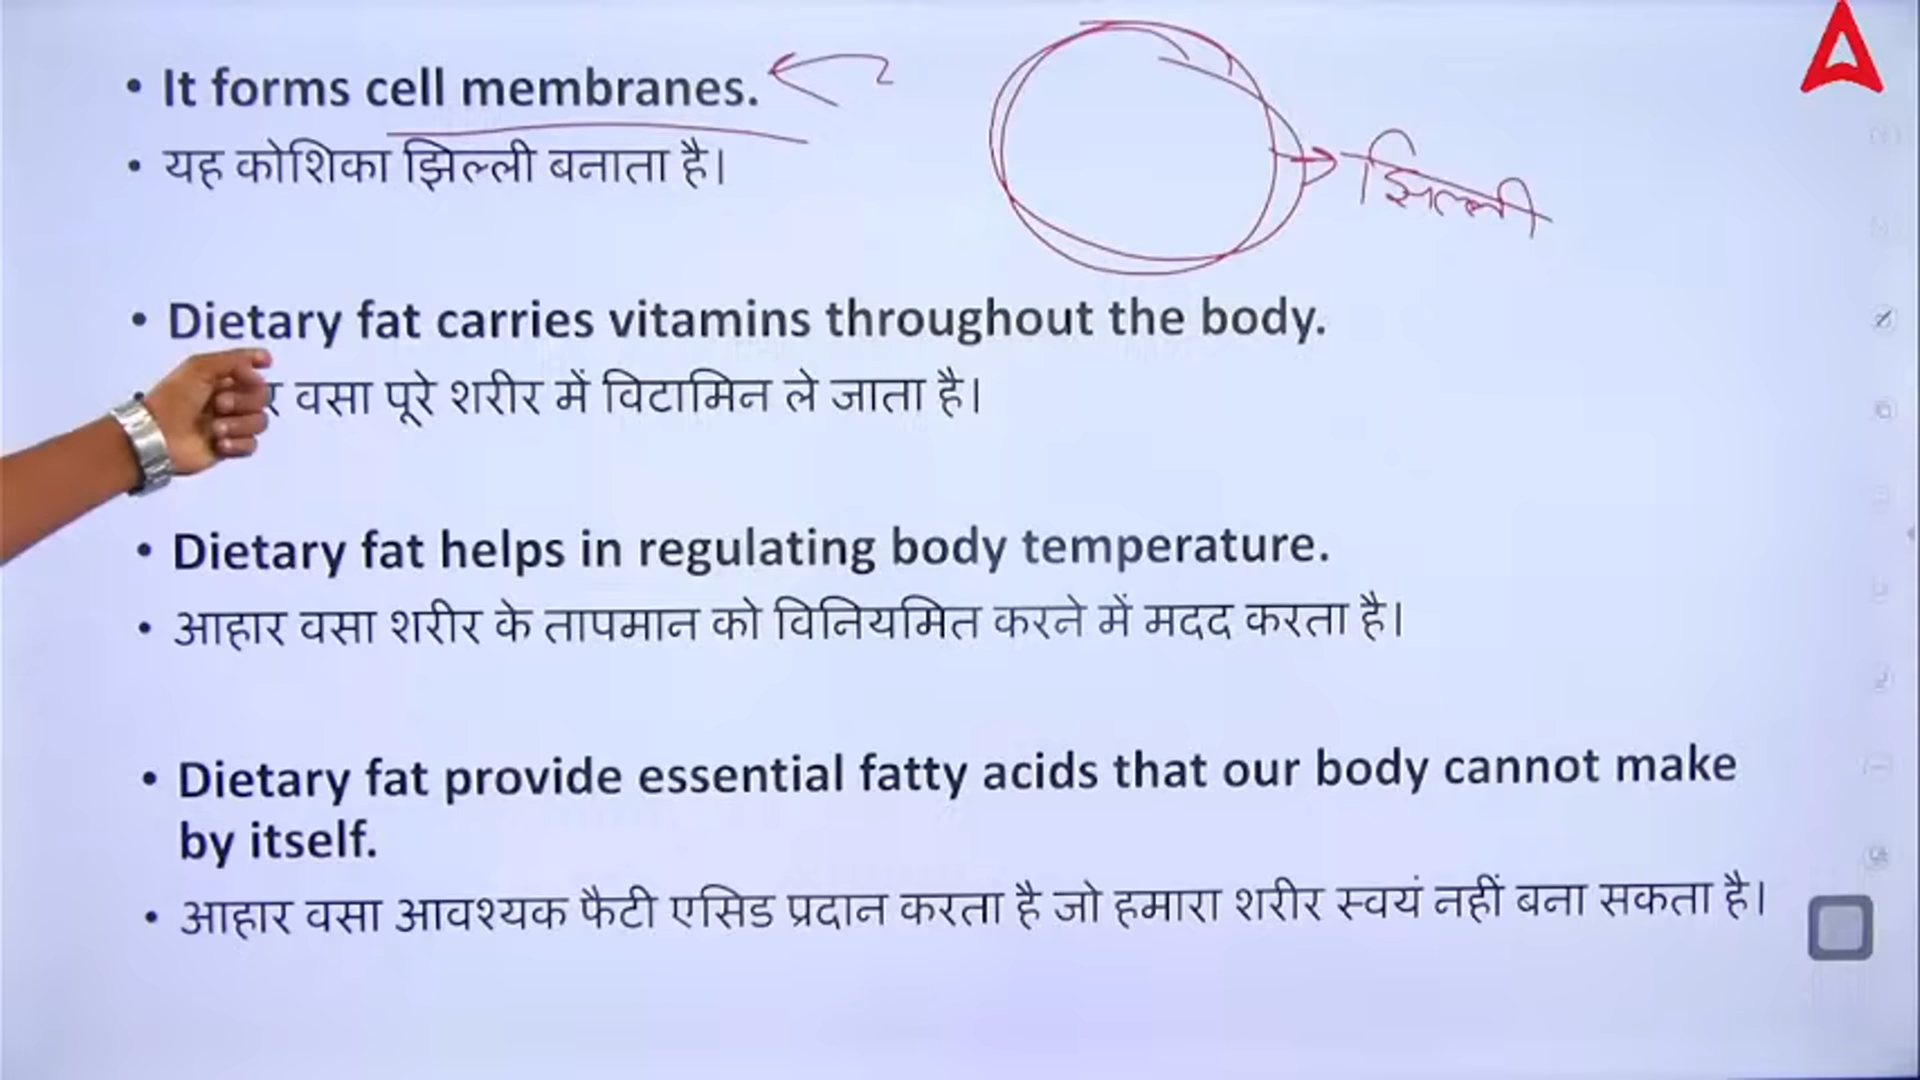 • It forms cell membranes.
• यह कोशिका झिल्ली बनाता है।
झिल्ली
• Dietary fat carries vitamins throughout the body.
वसा पूरे शरीर में विटामिन ले जाता है।
• Dietary fat helps in regulating body temperature.
• आहार वसा शरीर के तापमान को विनियमित करने में मदद करता है।
• Dietary fat provide essential fatty acids that our body cannot make
by itself.
• आहार वसा आवश्यक फैटी एसिड प्रदान करता है जो हमारा शरीर स्वयं नहीं बना सकता है।